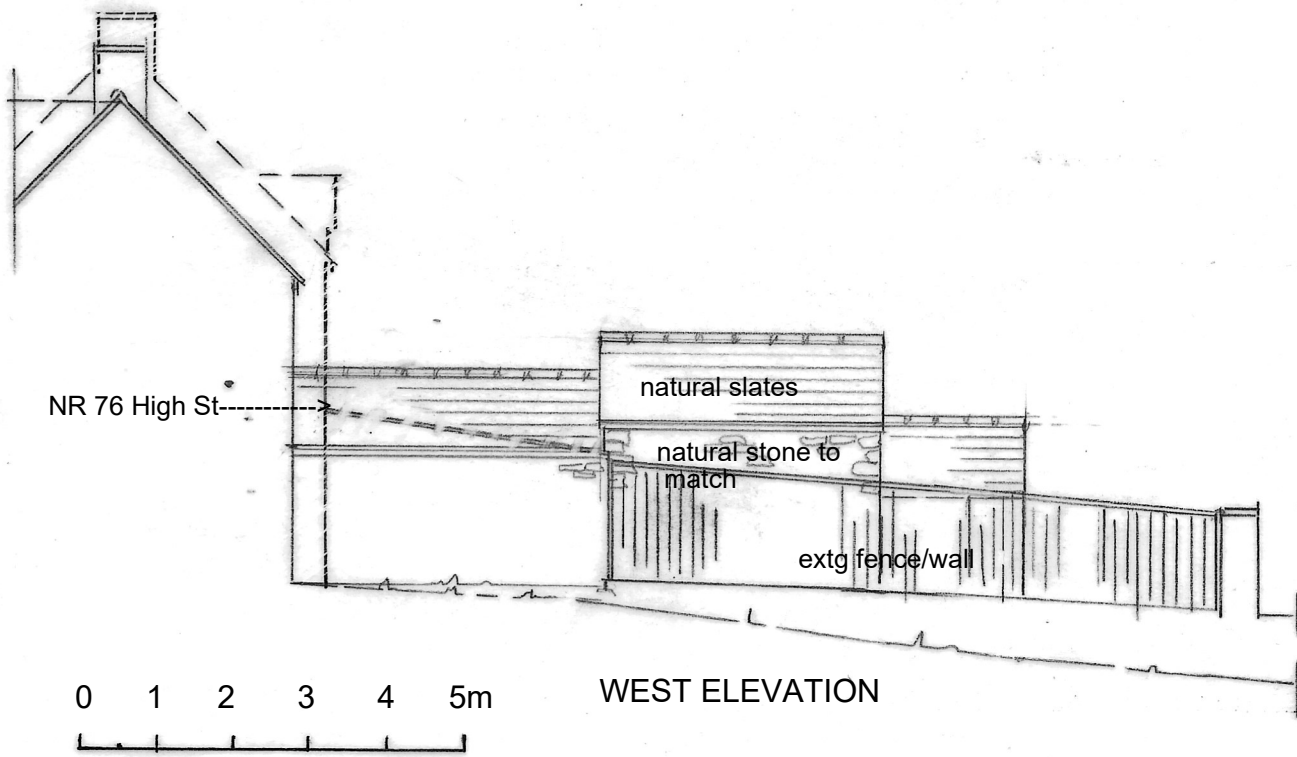 natural slates
NR 76 High St---------->
natural stone to
match
extg fence/wall
0 1 2 3 4 5m
WEST ELEVATION